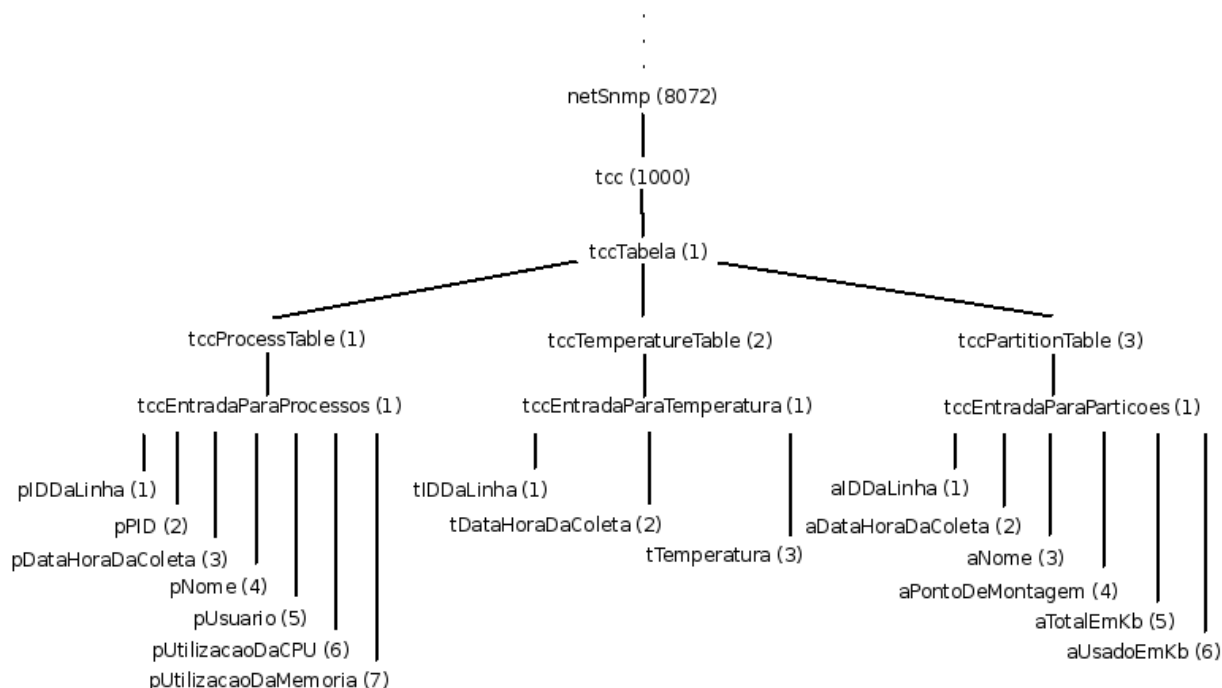 netSnmp (8072)
tcc (1000)
tccTabela (1)
tccProcessTable (1)
tccTemperatureTable (2)
tccPartitionTable (3)
tccEntradaParaProcessos (1)
tccEntradaParaTemperatura (1)
tccEntradaParaParticoes (1)
pIDDaLinha (1)
pPID (2)
pDataHoraDaColeta (3)
pNome (4)
pUsuario (5)
pUtilizacaoDaCPU (6)
pUtilizacaoDaMemoria (7)
tIDDaLinha (1)
tDataHoraDaColeta (2)
tTemperatura (3)
aIDDaLinha (1)
aDataHoraDaColeta (2)
aNome (3)
aPontoDeMontagem (4)
aTotalEmKb (5)
aUsadoEmKb (6)